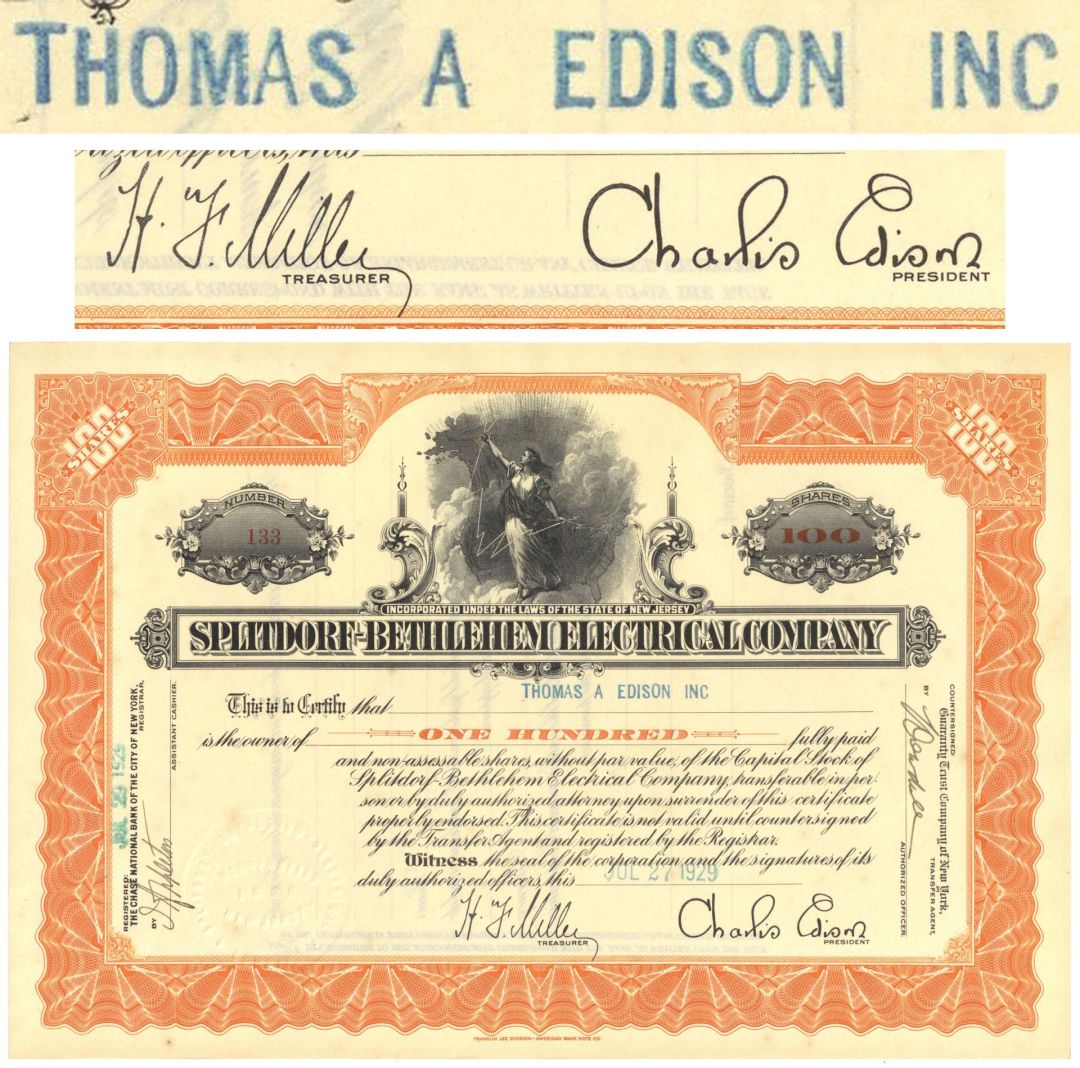 THOMAS A EDISON INC
H. F. Miller
TREASURER
Charles Edison
PRESIDENT
100
SHARES
100
SHARES
NUMBER
133
SHARES
100
INCORPORATED UNDER THE LAWS OF THE STATE OF NEW JERSEY
SPLITDORF-BETHLEHEM ELECTRICAL COMPANY
THOMAS A EDISON INC
This is to Certify that
is the owner of ONE HUNDRED fully paid
and non-assessable shares, without par value, of the Capital Stock of
Splitdorf-Bethlehem Electrical Company, transferable in per-
son or by duly authorized attorney upon surrender of this certificate
properly endorsed. This certificate is not valid until countersigned
by the Transfer Agent and registered by the Registrar.
Witness the seal of the corporation and the signatures of its
duly authorized officers, this JUL 27 1929
H. F. Miller
TREASURER
Charles Edison
PRESIDENT
REGISTERED: JUL 29 1929
THE CHASE NATIONAL BANK OF THE CITY OF NEW YORK,
REGISTRAR,
BY
ASSISTANT CASHIER.
COUNTERSIGNED:
Guaranty Trust Company of New York,
TRANSFER AGENT,
BY
AUTHORIZED OFFICER.
FRANKLIN LEE DIVISION - AMERICAN BANK NOTE CO.